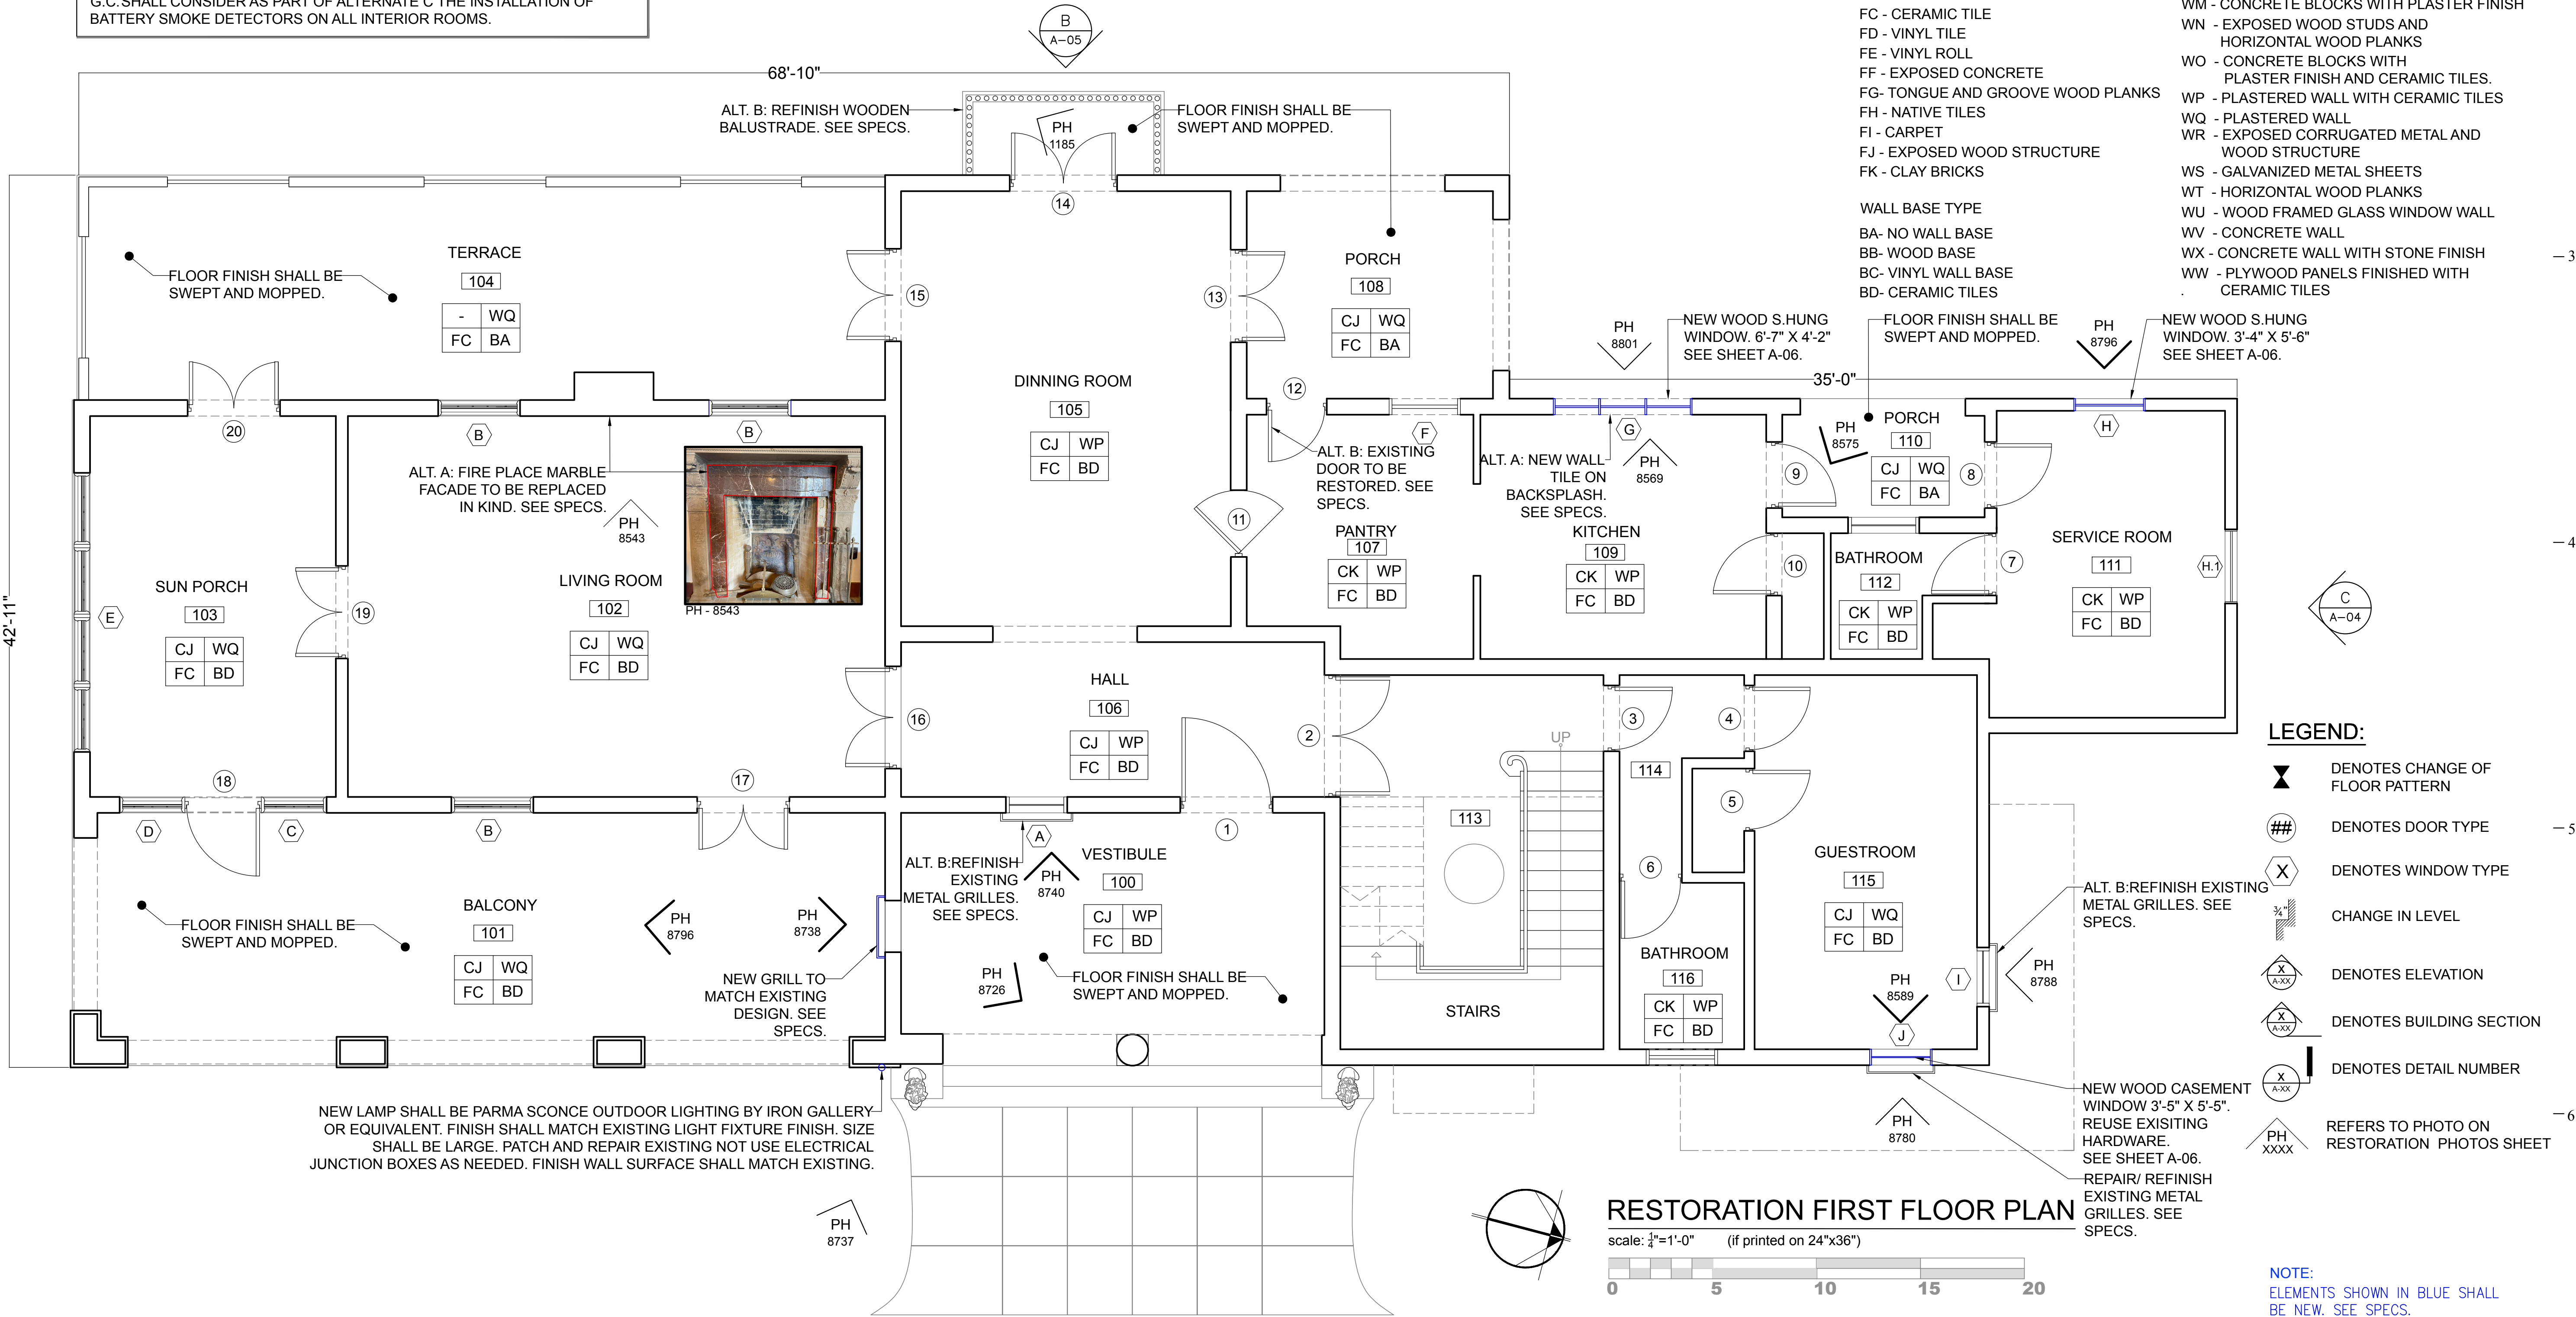 G.C. SHALL CONSIDER AS PART OF ALTERNATE C THE INSTALLATION OF
BATTERY SMOKE DETECTORS ON ALL INTERIOR ROOMS.
B
A-05
68'-10"
ALT. B: REFINISH WOODEN
BALUSTRADE. SEE SPECS.
PH
1185
FLOOR FINISH SHALL BE
SWEPT AND MOPPED.
FC - CERAMIC TILE
FD - VINYL TILE
FE - VINYL ROLL
FF - EXPOSED CONCRETE
FG- TONGUE AND GROOVE WOOD PLANKS
FH - NATIVE TILES
FI - CARPET
FJ - EXPOSED WOOD STRUCTURE
FK - CLAY BRICKS
WALL BASE TYPE
BA- NO WALL BASE
BB- WOOD BASE
BC- VINYL WALL BASE
BD- CERAMIC TILES
WM - CONCRETE BLOCKS WITH PLASTER FINISH
WN - EXPOSED WOOD STUDS AND
HORIZONTAL WOOD PLANKS
WO - CONCRETE BLOCKS WITH
PLASTER FINISH AND CERAMIC TILES.
WP - PLASTERED WALL WITH CERAMIC TILES
WQ - PLASTERED WALL
WR - EXPOSED CORRUGATED METAL AND
WOOD STRUCTURE
WS - GALVANIZED METAL SHEETS
WT - HORIZONTAL WOOD PLANKS
WU - WOOD FRAMED GLASS WINDOW WALL
WV - CONCRETE WALL
WX - CONCRETE WALL WITH STONE FINISH
WW - PLYWOOD PANELS FINISHED WITH
. CERAMIC TILES
3
4
5
6
42'-11"
TERRACE
104
- WQ
FC BA
FLOOR FINISH SHALL BE
SWEPT AND MOPPED.
14
15
13
DINNING ROOM
105
CJ WP
FC BD
PORCH
108
CJ WQ
FC BA
12
11
PH
8801
NEW WOOD S.HUNG
WINDOW. 6'-7" X 4'-2"
SEE SHEET A-06.
FLOOR FINISH SHALL BE
SWEPT AND MOPPED.
PH
8796
NEW WOOD S.HUNG
WINDOW. 3'-4" X 5'-6"
SEE SHEET A-06.
35'-0"
20
B
B
F
G
H
ALT. A: FIRE PLACE MARBLE
FACADE TO BE REPLACED
IN KIND. SEE SPECS.
PH
8543
PH - 8543
ALT. B: EXISTING
DOOR TO BE
RESTORED. SEE
SPECS.
ALT. A: NEW WALL
TILE ON
BACKSPLASH.
SEE SPECS.
PH
8569
9
PH
8575
PORCH
110
CJ WQ
FC BA
8
PANTRY
107
CK WP
FC BD
KITCHEN
109
CK WP
FC BD
10
BATHROOM
112
CK WP
FC BD
7
SERVICE ROOM
111
CK WP
FC BD
H.1
C
A-04
SUN PORCH
103
CJ WQ
FC BD
E
19
LIVING ROOM
102
CJ WQ
FC BD
HALL
106
CJ WP
FC BD
16
2
3
4
UP
114
5
6
18
17
D
C
B
A
1
ALT. B:REFINISH
EXISTING
METAL GRILLES.
SEE SPECS.
PH
8740
VESTIBULE
100
CJ WP
FC BD
113
STAIRS
GUESTROOM
115
CJ WQ
FC BD
BALCONY
101
CJ WQ
FC BD
FLOOR FINISH SHALL BE
SWEPT AND MOPPED.
PH
8796
PH
8738
NEW GRILL TO
MATCH EXISTING
DESIGN. SEE
SPECS.
PH
8726
FLOOR FINISH SHALL BE
SWEPT AND MOPPED.
BATHROOM
116
CK WP
FC BD
PH
8589
J
I
PH
8788
ALT. B:REFINISH EXISTING
METAL GRILLES. SEE
SPECS.
LEGEND:
DENOTES CHANGE OF
FLOOR PATTERN
## DENOTES DOOR TYPE
X DENOTES WINDOW TYPE
¾" CHANGE IN LEVEL
X
A-XX
DENOTES ELEVATION
X
A-XX
DENOTES BUILDING SECTION
X
A-XX
DENOTES DETAIL NUMBER
PH
XXXX
REFERS TO PHOTO ON
RESTORATION PHOTOS SHEET
NEW LAMP SHALL BE PARMA SCONCE OUTDOOR LIGHTING BY IRON GALLERY
OR EQUIVALENT. FINISH SHALL MATCH EXISTING LIGHT FIXTURE FINISH. SIZE
SHALL BE LARGE. PATCH AND REPAIR EXISTING NOT USE ELECTRICAL
JUNCTION BOXES AS NEEDED. FINISH WALL SURFACE SHALL MATCH EXISTING.
PH
8737
PH
8780
NEW WOOD CASEMENT
WINDOW 3'-5" X 5'-5".
REUSE EXISITING
HARDWARE.
SEE SHEET A-06.
REPAIR/ REFINISH
EXISTING METAL
GRILLES. SEE
SPECS.
RESTORATION FIRST FLOOR PLAN
scale: ¼"=1'-0" (if printed on 24"x36")
0 5 10 15 20
NOTE:
ELEMENTS SHOWN IN BLUE SHALL
BE NEW. SEE SPECS.